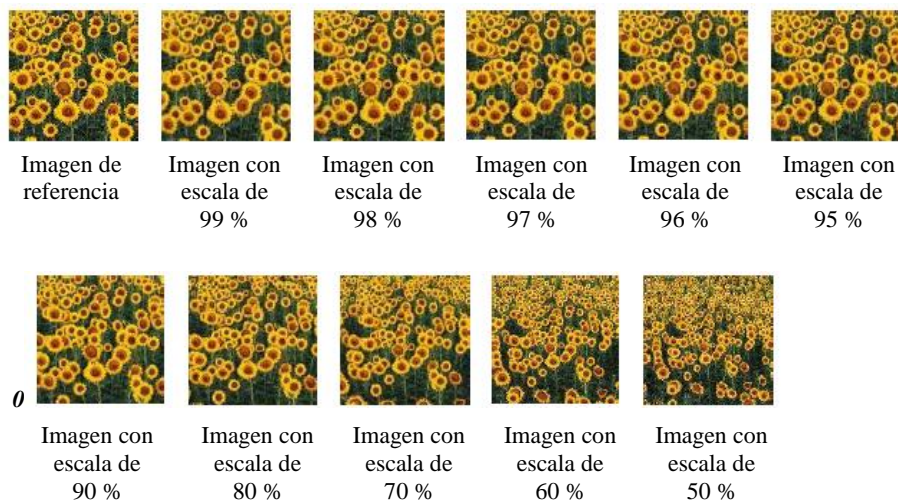 Imagen de
referencia
Imagen con
escala de
99 %
Imagen con
escala de
98 %
Imagen con
escala de
97 %
Imagen con
escala de
96 %
Imagen con
escala de
95 %
0
Imagen con
escala de
90 %
Imagen con
escala de
80 %
Imagen con
escala de
70 %
Imagen con
escala de
60 %
Imagen con
escala de
50 %